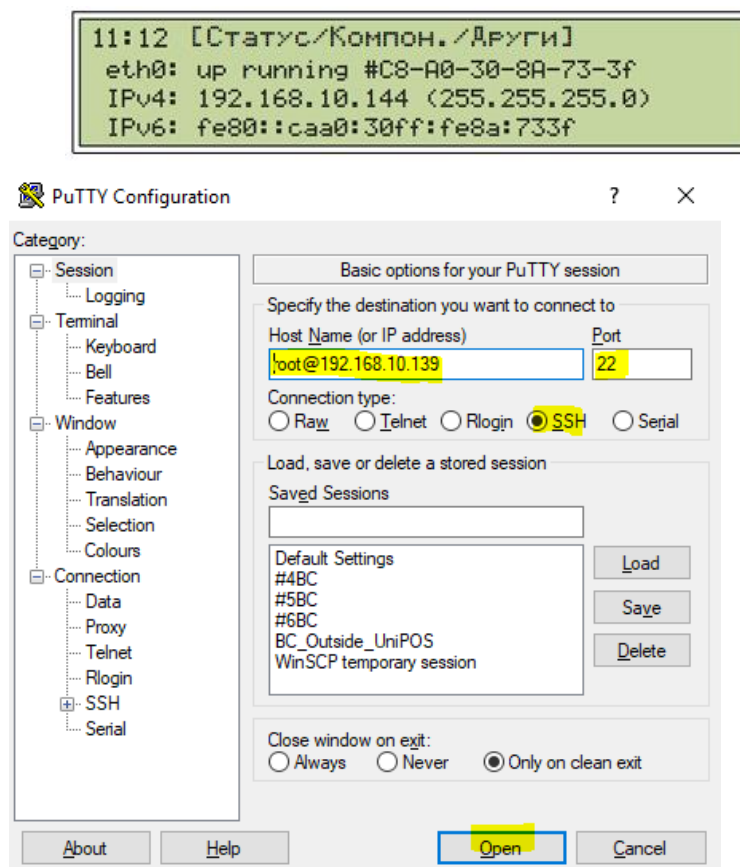 11:12 [Статус/Компон./Други]
eth0: up running #C8-A0-30-8A-73-3f
IPv4: 192.168.10.144 (255.255.255.0)
IPv6: fe80::caa0:30ff:fe8a:733f
PuTTY Configuration ? ×
Category:
Session
Logging
Terminal
Keyboard
Bell
Features
Window
Appearance
Behaviour
Translation
Selection
Colours
Connection
Data
Proxy
Telnet
Rlogin
SSH
Serial
Basic options for your PuTTY session
Specify the destination you want to connect to
Host Name (or IP address) Port
root@192.168.10.139 22
Connection type:
Raw Telnet Rlogin SSH Serial
Load, save or delete a stored session
Saved Sessions
Default Settings
#4BC
#5BC
#6BC
BC_Outside_UniPOS
WinSCP temporary session
Load
Save
Delete
Close window on exit:
Always Never Only on clean exit
About Help Open Cancel